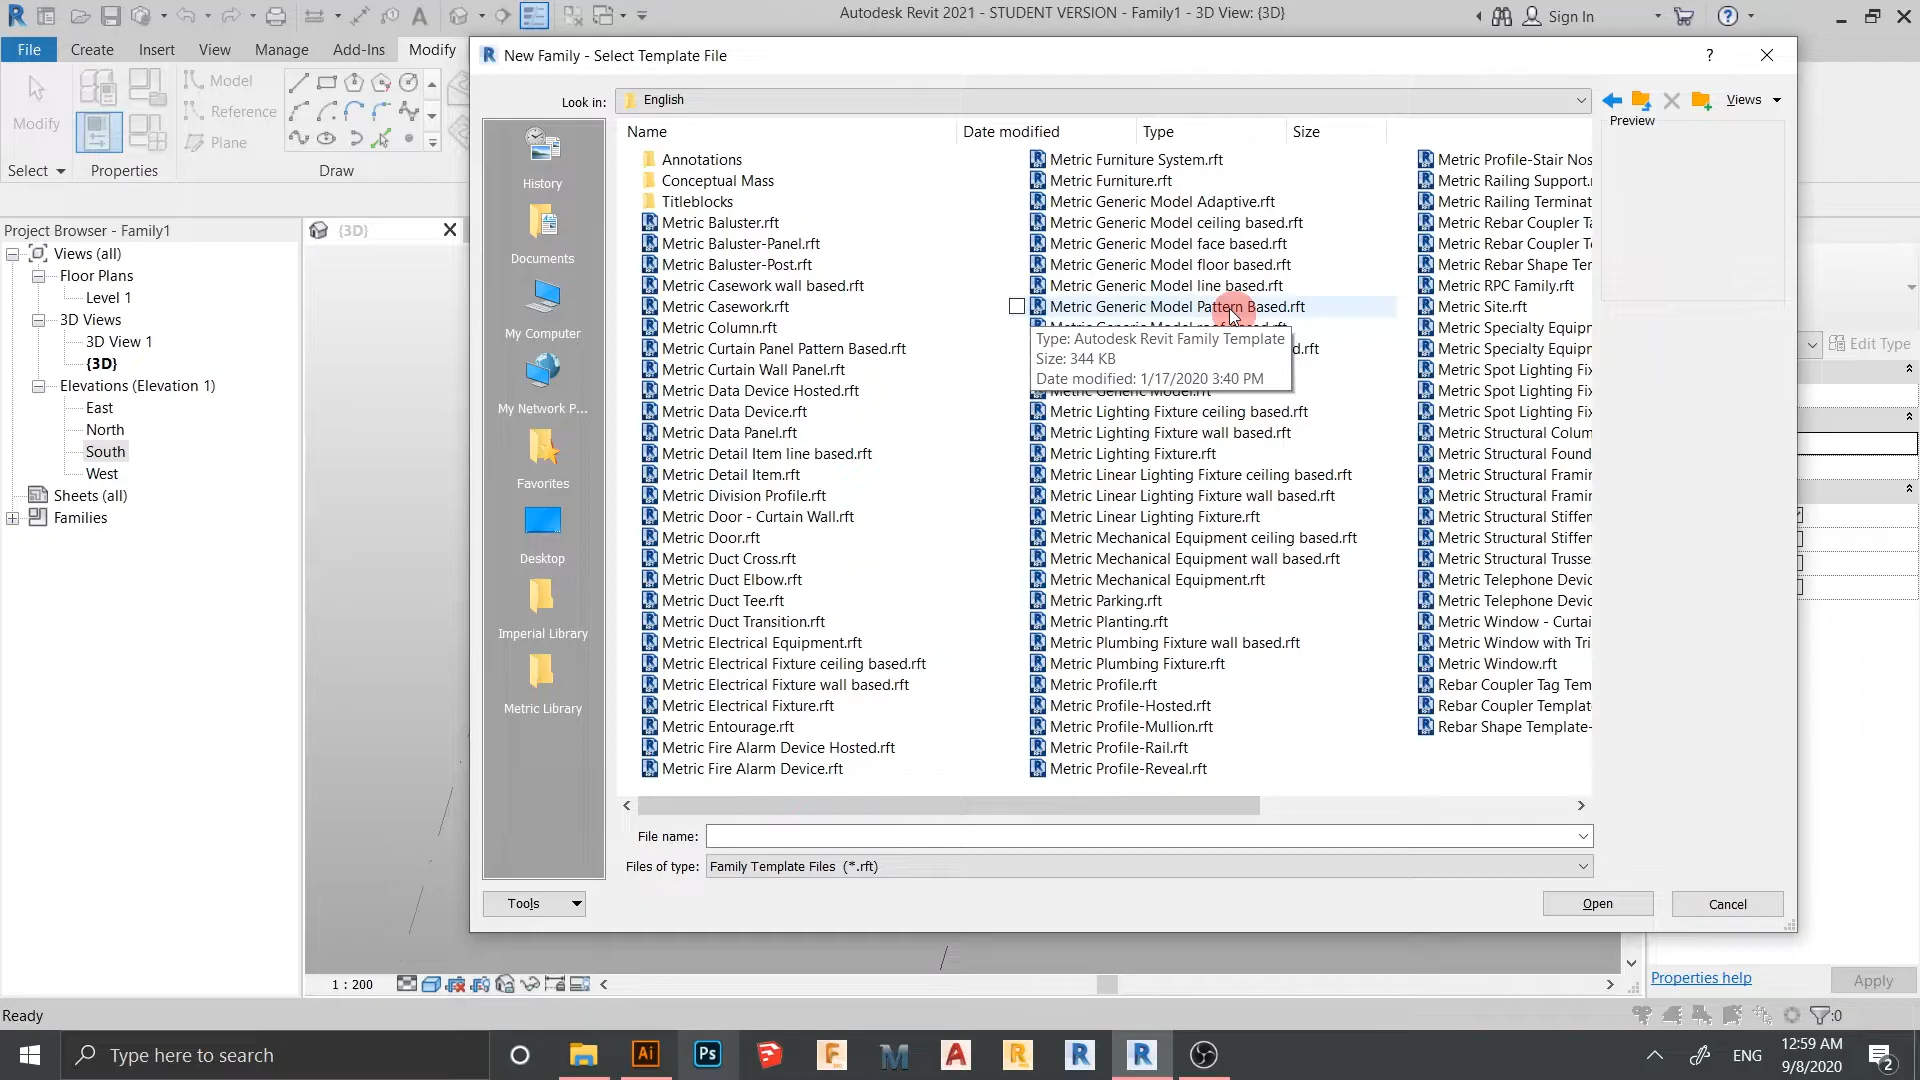 Autodesk Revit 2021 - STUDENT VERSION - Family1 - 3D View: {3D}
Sign In
File Create Insert View Manage Add-Ins Modify
New Family - Select Template File
Modify
Model
Reference
Plane
Select
Properties
Draw
Look in:
English
Views
Name
Date modified
Type
Size
Preview
Project Browser - Family1
Views (all)
Floor Plans
Level 1
3D Views
3D View 1
{3D}
Elevations (Elevation 1)
East
North
South
West
Sheets (all)
Families
{3D}
History
Documents
My Computer
My Network P...
Favorites
Desktop
Imperial Library
Metric Library
Annotations
Conceptual Mass
Titleblocks
Metric Baluster.rft
Metric Baluster-Panel.rft
Metric Baluster-Post.rft
Metric Casework wall based.rft
Metric Casework.rft
Metric Column.rft
Metric Curtain Panel Pattern Based.rft
Metric Curtain Wall Panel.rft
Metric Data Device Hosted.rft
Metric Data Device.rft
Metric Data Panel.rft
Metric Detail Item line based.rft
Metric Detail Item.rft
Metric Division Profile.rft
Metric Door - Curtain Wall.rft
Metric Door.rft
Metric Duct Cross.rft
Metric Duct Elbow.rft
Metric Duct Tee.rft
Metric Duct Transition.rft
Metric Electrical Equipment.rft
Metric Electrical Fixture ceiling based.rft
Metric Electrical Fixture wall based.rft
Metric Electrical Fixture.rft
Metric Entourage.rft
Metric Fire Alarm Device Hosted.rft
Metric Fire Alarm Device.rft
Metric Furniture System.rft
Metric Furniture.rft
Metric Generic Model Adaptive.rft
Metric Generic Model ceiling based.rft
Metric Generic Model face based.rft
Metric Generic Model floor based.rft
Metric Generic Model line based.rft
Metric Generic Model Pattern Based.rft
Type: Autodesk Revit Family Template
Size: 344 KB
Date modified: 1/17/2020 3:40 PM
Metric Generic Model.rft
Metric Lighting Fixture ceiling based.rft
Metric Lighting Fixture wall based.rft
Metric Lighting Fixture.rft
Metric Linear Lighting Fixture ceiling based.rft
Metric Linear Lighting Fixture wall based.rft
Metric Linear Lighting Fixture.rft
Metric Mechanical Equipment ceiling based.rft
Metric Mechanical Equipment wall based.rft
Metric Mechanical Equipment.rft
Metric Parking.rft
Metric Planting.rft
Metric Plumbing Fixture wall based.rft
Metric Plumbing Fixture.rft
Metric Profile.rft
Metric Profile-Hosted.rft
Metric Profile-Mullion.rft
Metric Profile-Rail.rft
Metric Profile-Reveal.rft
Metric Profile-Stair Nos
Metric Railing Support.
Metric Railing Terminat
Metric Rebar Coupler Ta
Metric Rebar Coupler T
Metric Rebar Shape Ter
Metric RPC Family.rft
Metric Site.rft
Metric Specialty Equipn
Metric Specialty Equipn
Metric Spot Lighting Fix
Metric Spot Lighting Fix
Metric Structural Colum
Metric Structural Found
Metric Structural Framir
Metric Structural Framir
Metric Structural Stiffen
Metric Structural Stiffen
Metric Structural Trusse
Metric Telephone Devic
Metric Telephone Devic
Metric Window - Curtai
Metric Window with Tri
Metric Window.rft
Rebar Coupler Tag Tem
Rebar Coupler Templat
Rebar Shape Template-
Edit Type
File name:
Files of type:
Family Template Files (*.rft)
Tools
Open
Cancel
1 : 200
Properties help
Apply
Ready
:0
Type here to search
ENG
12:59 AM
9/8/2020
2